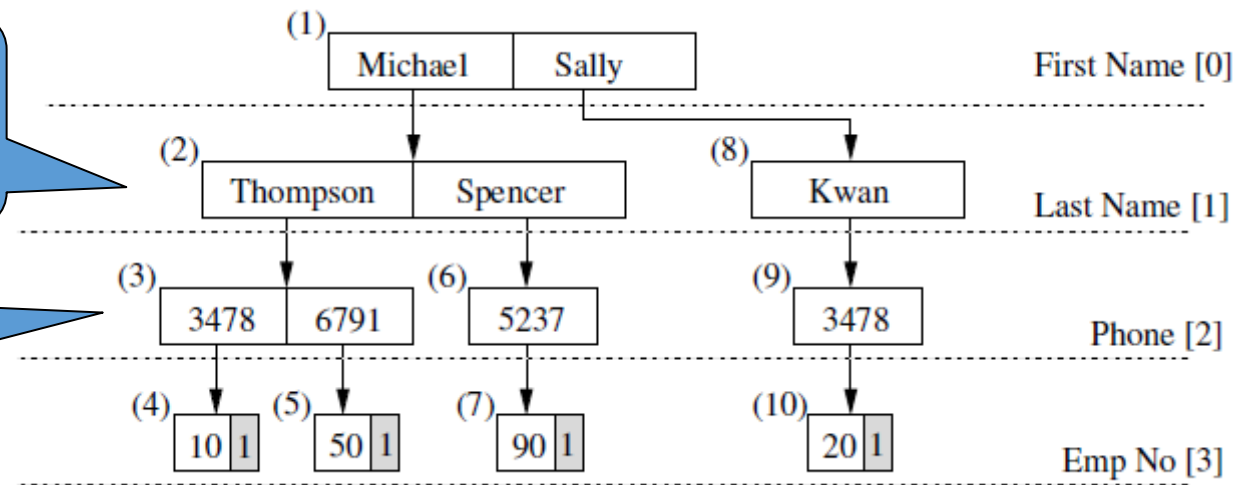 (1)
Michael Sally First Name [0]
(2) (8)
Thompson Spencer Kwan Last Name [1]
(3) (6) (9)
3478 6791 5237 3478 Phone [2]
(4) (5) (7) (10)
10 1 50 1 90 1 20 1 Emp No [3]